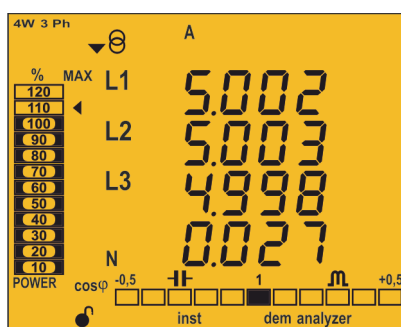 4W 3 Ph
A
% MAX L1 5.002
120
110
100
L2 5.003
90
80
70
L3 4.998
60
50
40
30
N 0.027
20
10
POWER cosφ -0,5 1 +0,5
inst dem analyzer